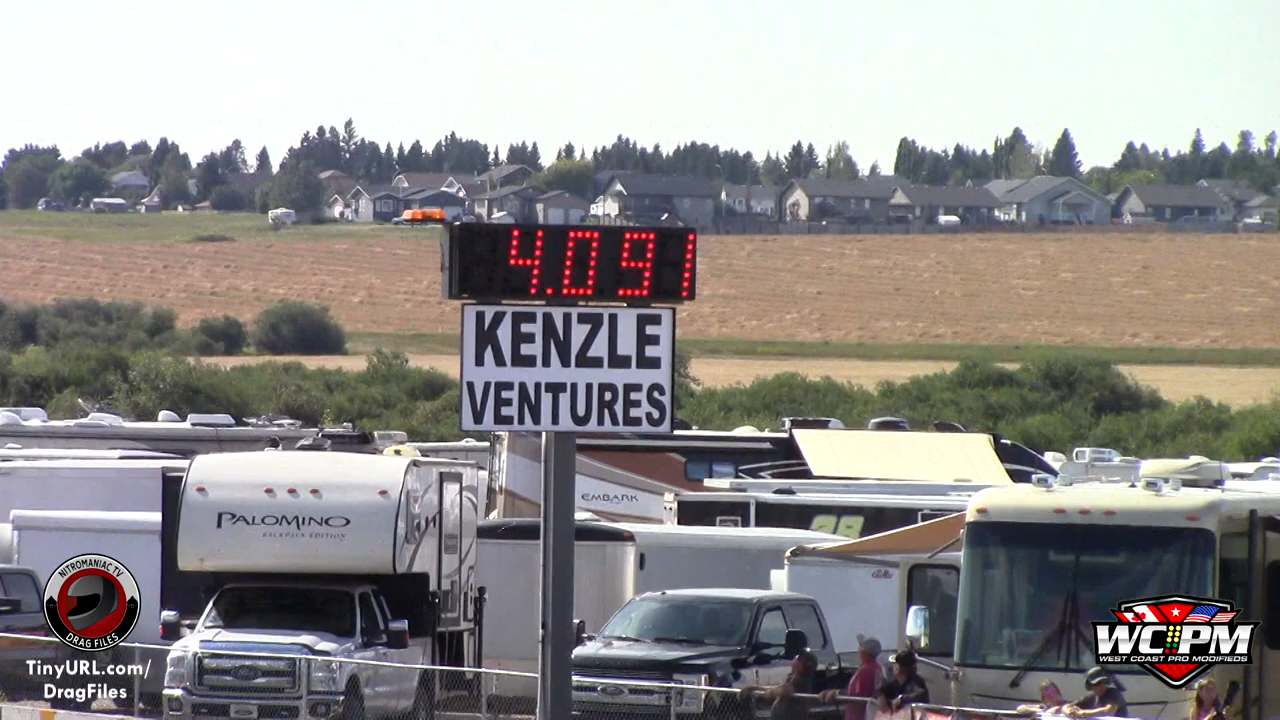 4.091
KENZLE
VENTURES
PALOMINO
BACKPACK EDITION
EMBARK
NITROMANIAC TV
DRAG FILES
TinyURL.com/
DragFiles
WCPM
WEST COAST PRO MODIFIEDS